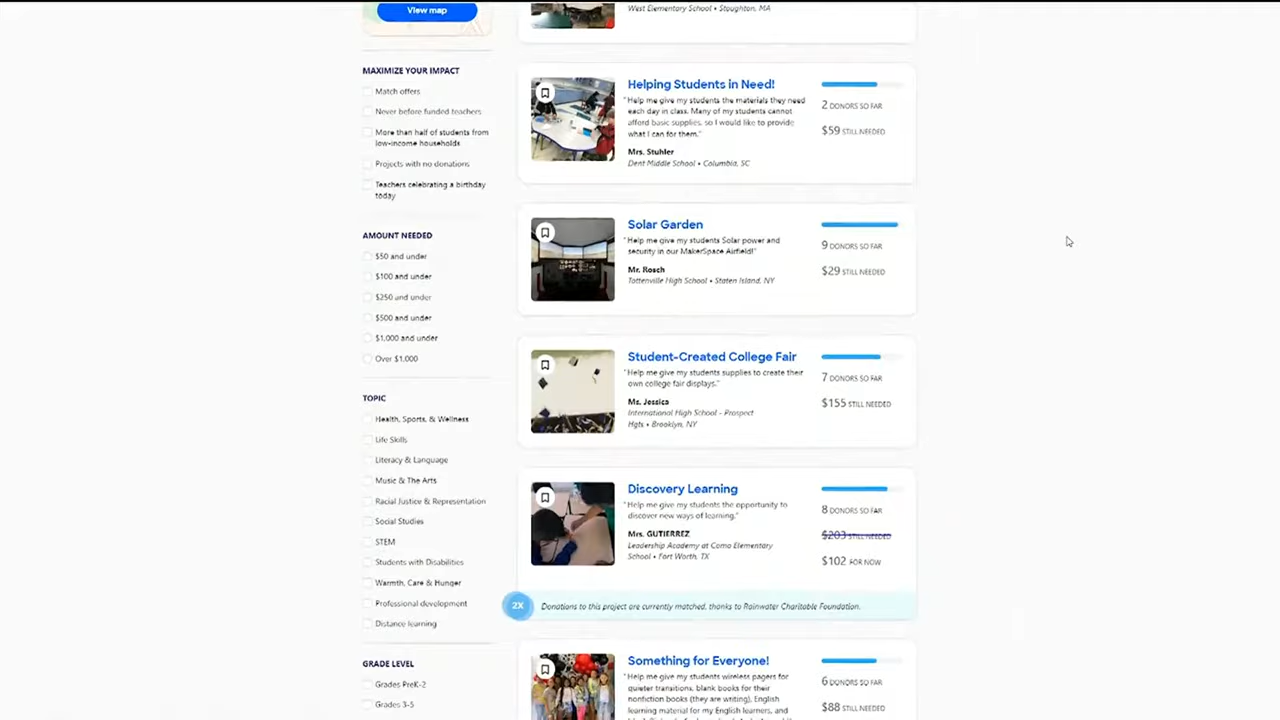 View map
MAXIMIZE YOUR IMPACT
Match offers
Never before funded teachers
More than half of students from
low-income households
Projects with no donations
Teachers celebrating a birthday
today
AMOUNT NEEDED
$50 and under
$100 and under
$250 and under
$500 and under
$1,000 and under
Over $1,000
TOPIC
Health, Sports, & Wellness
Life Skills
Literacy & Language
Music & The Arts
Racial Justice & Representation
Social Studies
STEM
Students with Disabilities
Warmth, Care & Hunger
Professional development
Distance learning
GRADE LEVEL
Grades PreK-2
Grades 3-5
West Elementary School • Stoughton, MA
Helping Students in Need!
"Help me give my students the materials they need
each day in class. Many of my students cannot
afford basic supplies, so I would like to provide
what I can for them."
Mrs. Stuhler
Dent Middle School • Columbia, SC
2 DONORS SO FAR
$59 STILL NEEDED
Solar Garden
"Help me give my students Solar power and
security in our MakerSpace Airfield!"
Mr. Rosch
Tottenville High School • Staten Island, NY
9 DONORS SO FAR
$29 STILL NEEDED
Student-Created College Fair
"Help me give my students supplies to create their
own college fair displays."
Ms. Jessica
International High School - Prospect
Hgts • Brooklyn, NY
7 DONORS SO FAR
$155 STILL NEEDED
Discovery Learning
"Help me give my students the opportunity to
discover new ways of learning."
Mrs. GUTIERREZ
Leadership Academy at Como Elementary
School • Fort Worth, TX
8 DONORS SO FAR
$203 STILL NEEDED
$102 FOR NOW
2X
Donations to this project are currently matched, thanks to Rainwater Charitable Foundation.
Something for Everyone!
"Help me give my students wireless pagers for
quieter transitions, blank books for their
nonfiction books (they are writing), English
learning material for my English learners, and
6 DONORS SO FAR
$88 STILL NEEDED